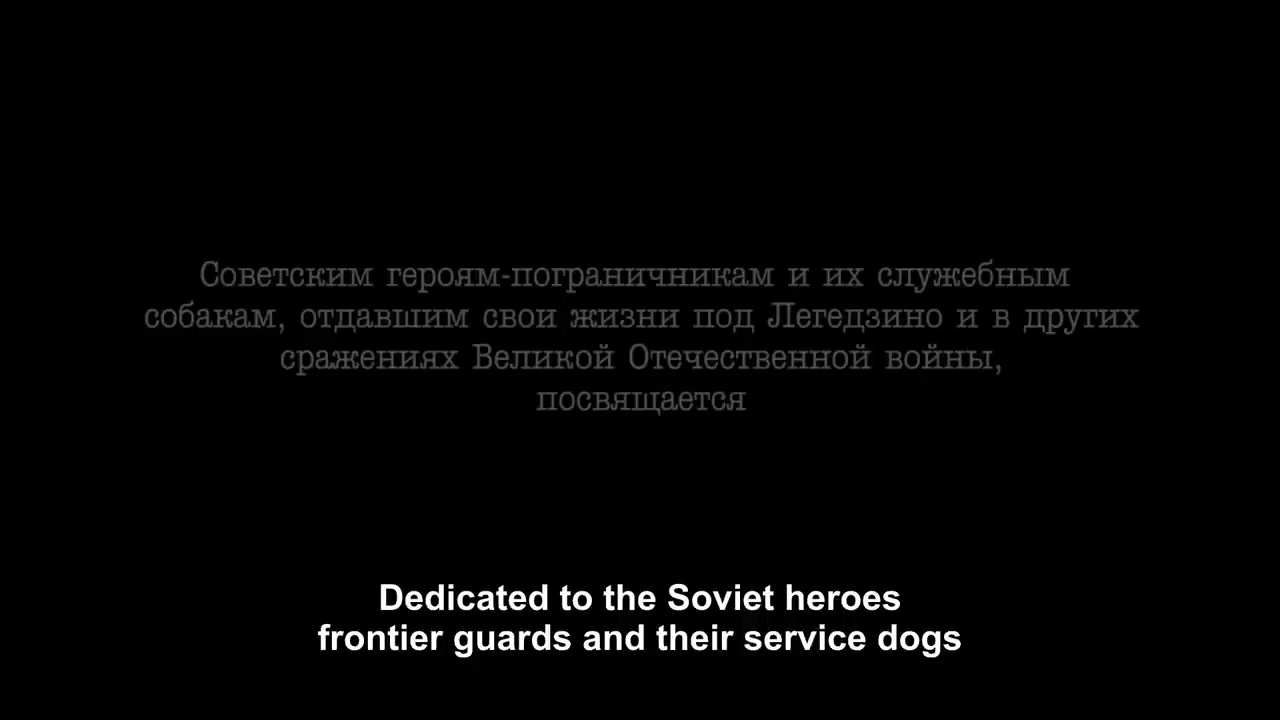 Советским героям-пограничникам и их служебным
собакам, отдавшим свои жизни под Легедзино и в других
сражениях Великой Отечественной войны,
посвящается
Dedicated to the Soviet heroes
frontier guards and their service dogs